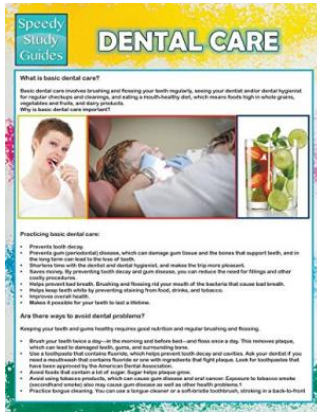 Speedy
Study
Guides
DENTAL CARE
What is basic dental care?
Basic dental care involves brushing and flossing your teeth regularly, seeing your dentist and/or dental hygienist
for regular checkups and cleanings, and eating a mouth-healthy diet, which means foods high in whole grains,
vegetables and fruits, and dairy products.
Why is basic dental care important?
Practicing basic dental care:
• Prevents tooth decay.
• Prevents gum (periodontal) disease, which can damage gum tissue and the bones that support teeth, and in
the long term can lead to the loss of teeth.
• Shortens time with the dentist and dental hygienist, and makes the trip more pleasant.
• Saves money. By preventing tooth decay and gum disease, you can reduce the need for fillings and other
costly procedures.
• Helps prevent bad breath. Brushing and flossing rid your mouth of the bacteria that cause bad breath.
• Helps keep teeth white by preventing staining from food, drinks, and tobacco.
• Improves overall health.
• Makes it possible for your teeth to last a lifetime.
Are there ways to avoid dental problems?
Keeping your teeth and gums healthy requires good nutrition and regular brushing and flossing.
• Brush your teeth twice a day—in the morning and before bed—and floss once a day. This removes plaque,
which can lead to damaged teeth, gums, and surrounding bone.
• Use a toothpaste that contains fluoride, which helps prevent tooth decay and cavities. Ask your dentist if you
need a mouthwash that contains fluoride or one with ingredients that fight plaque. Look for toothpastes that
have been approved by the American Dental Association.
• Avoid foods that contain a lot of sugar. Sugar helps plaque grow.
• Avoid using tobacco products, which can cause gum disease and oral cancer. Exposure to tobacco smoke
(secondhand smoke) also may cause gum disease as well as other health problems.1
• Practice tongue cleaning. You can use a tongue cleaner or a soft-bristle toothbrush, stroking in a back-to-front